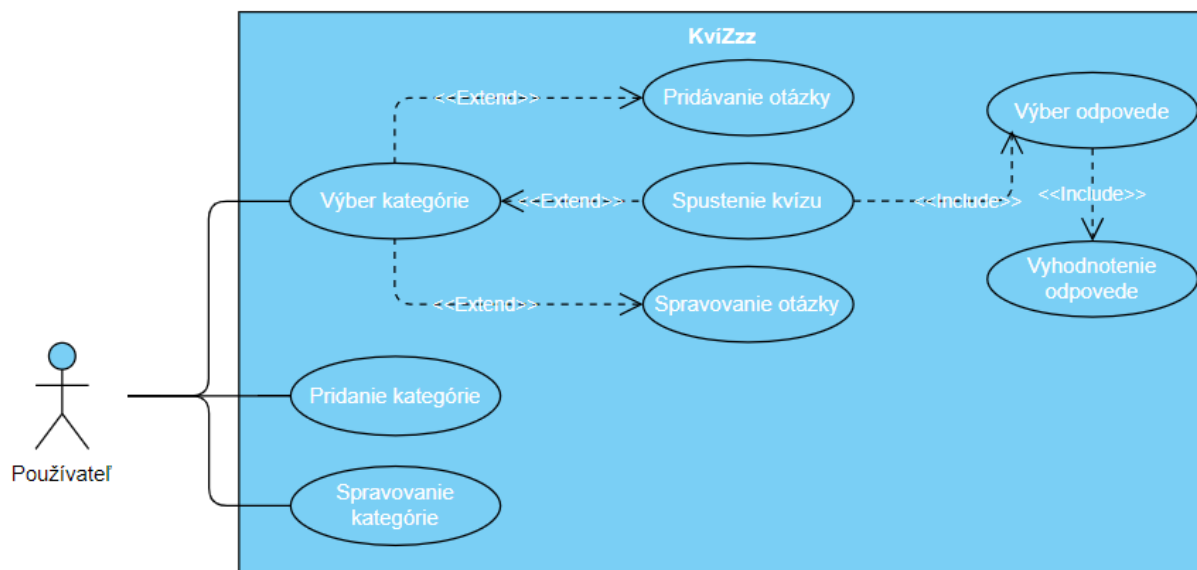 KvíZzz
<<Extend>>
Pridávanie otázky
Výber odpovede
Výber kategórie
<<Extend>>
Spustenie kvízu
<<Include>>
<<Include>>
Vyhodnotenie
odpovede
<<Extend>>
Spravovanie otázky
Pridanie kategórie
Používateľ
Spravovanie
kategórie